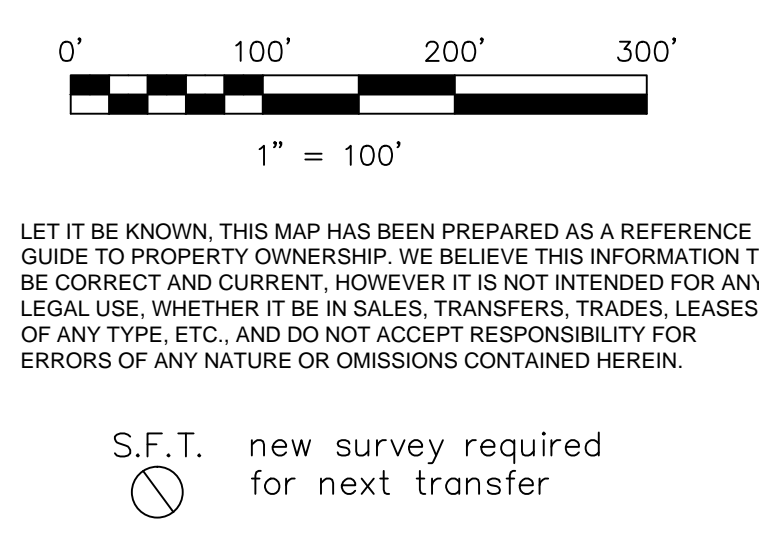 0' 100' 200' 300'
1" = 100'
LET IT BE KNOWN, THIS MAP HAS BEEN PREPARED AS A REFERENCE
GUIDE TO PROPERTY OWNERSHIP. WE BELIEVE THIS INFORMATION T
BE CORRECT AND CURRENT, HOWEVER IT IS NOT INTENDED FOR ANY
LEGAL USE, WHETHER IT BE IN SALES, TRANSFERS, TRADES, LEASES
OF ANY TYPE, ETC., AND DO NOT ACCEPT RESPONSIBILITY FOR
ERRORS OF ANY NATURE OR OMISSIONS CONTAINED HEREIN.
S.F.T. new survey required
for next transfer